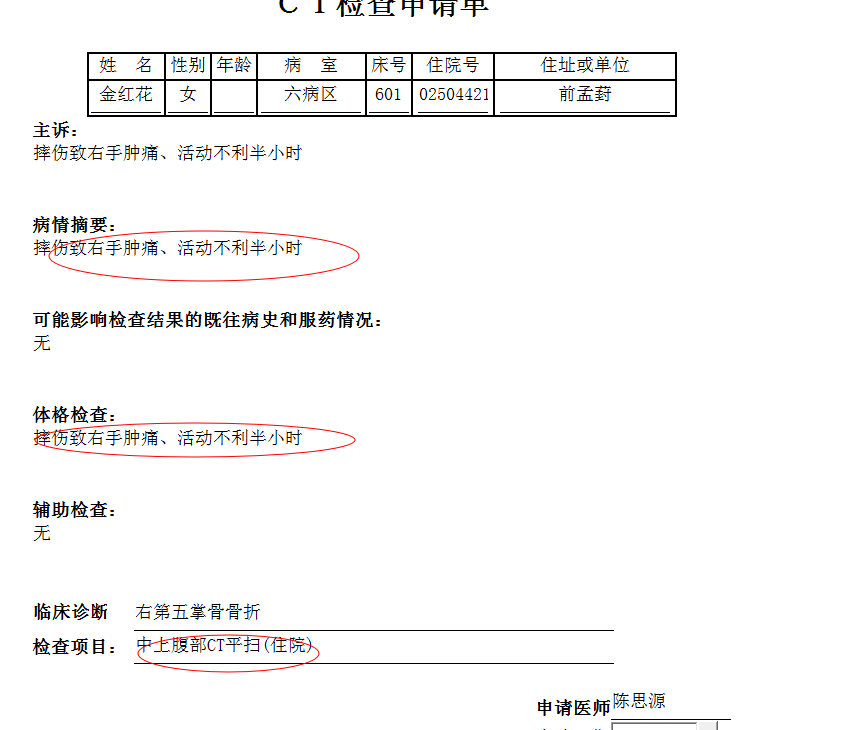 CT检查申请单
姓 名 性别 年龄 病 室 床号 住院号 住址或单位
金红花 女 六病区 601 02504421 前孟葑
主诉:
摔伤致右手肿痛、活动不利半小时
病情摘要:
摔伤致右手肿痛、活动不利半小时
可能影响检查结果的既往病史和服药情况:
无
体格检查:
摔伤致右手肿痛、活动不利半小时
辅助检查:
无
临床诊断 右第五掌骨骨折
检查项目: 中上腹部CT平扫(住院)
申请医师 陈思源